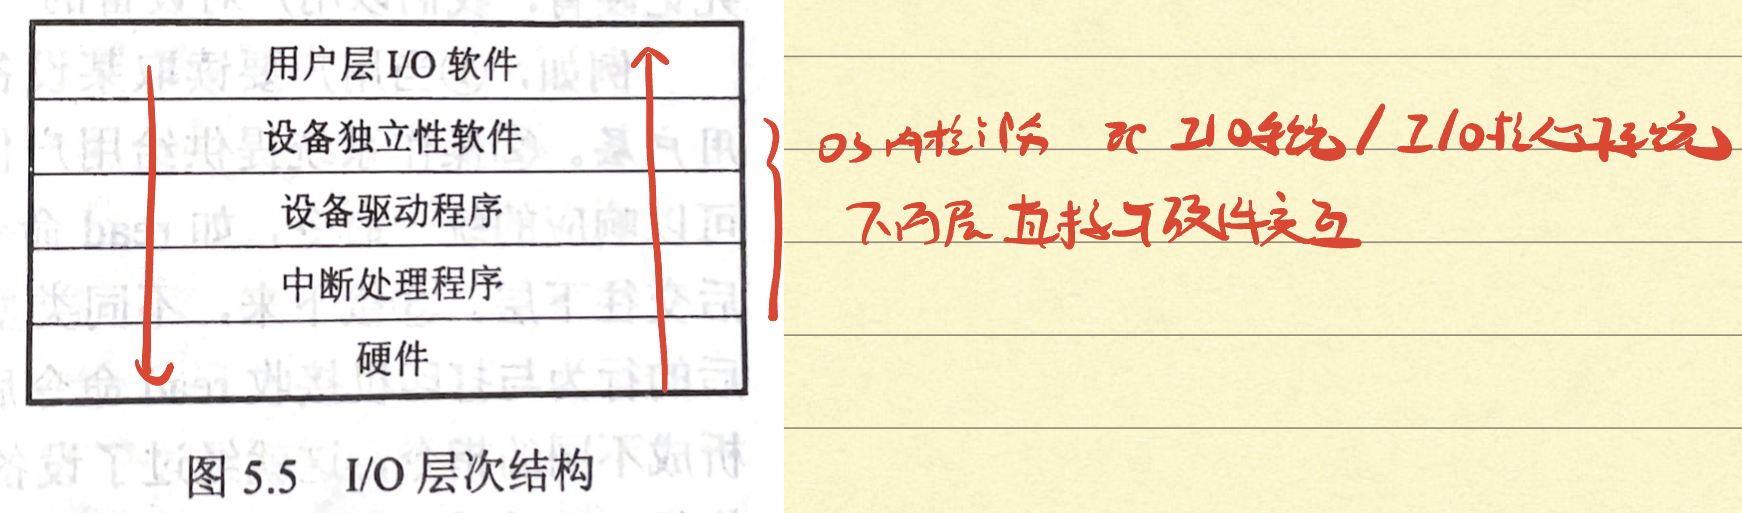 用户层 I/O 软件
设备独立性软件
设备驱动程序
中断处理程序
硬件
图 5.5 I/O 层次结构
OS 内核部分 或 I/O系统 / I/O核心子系统
下两层 直接与硬件交互